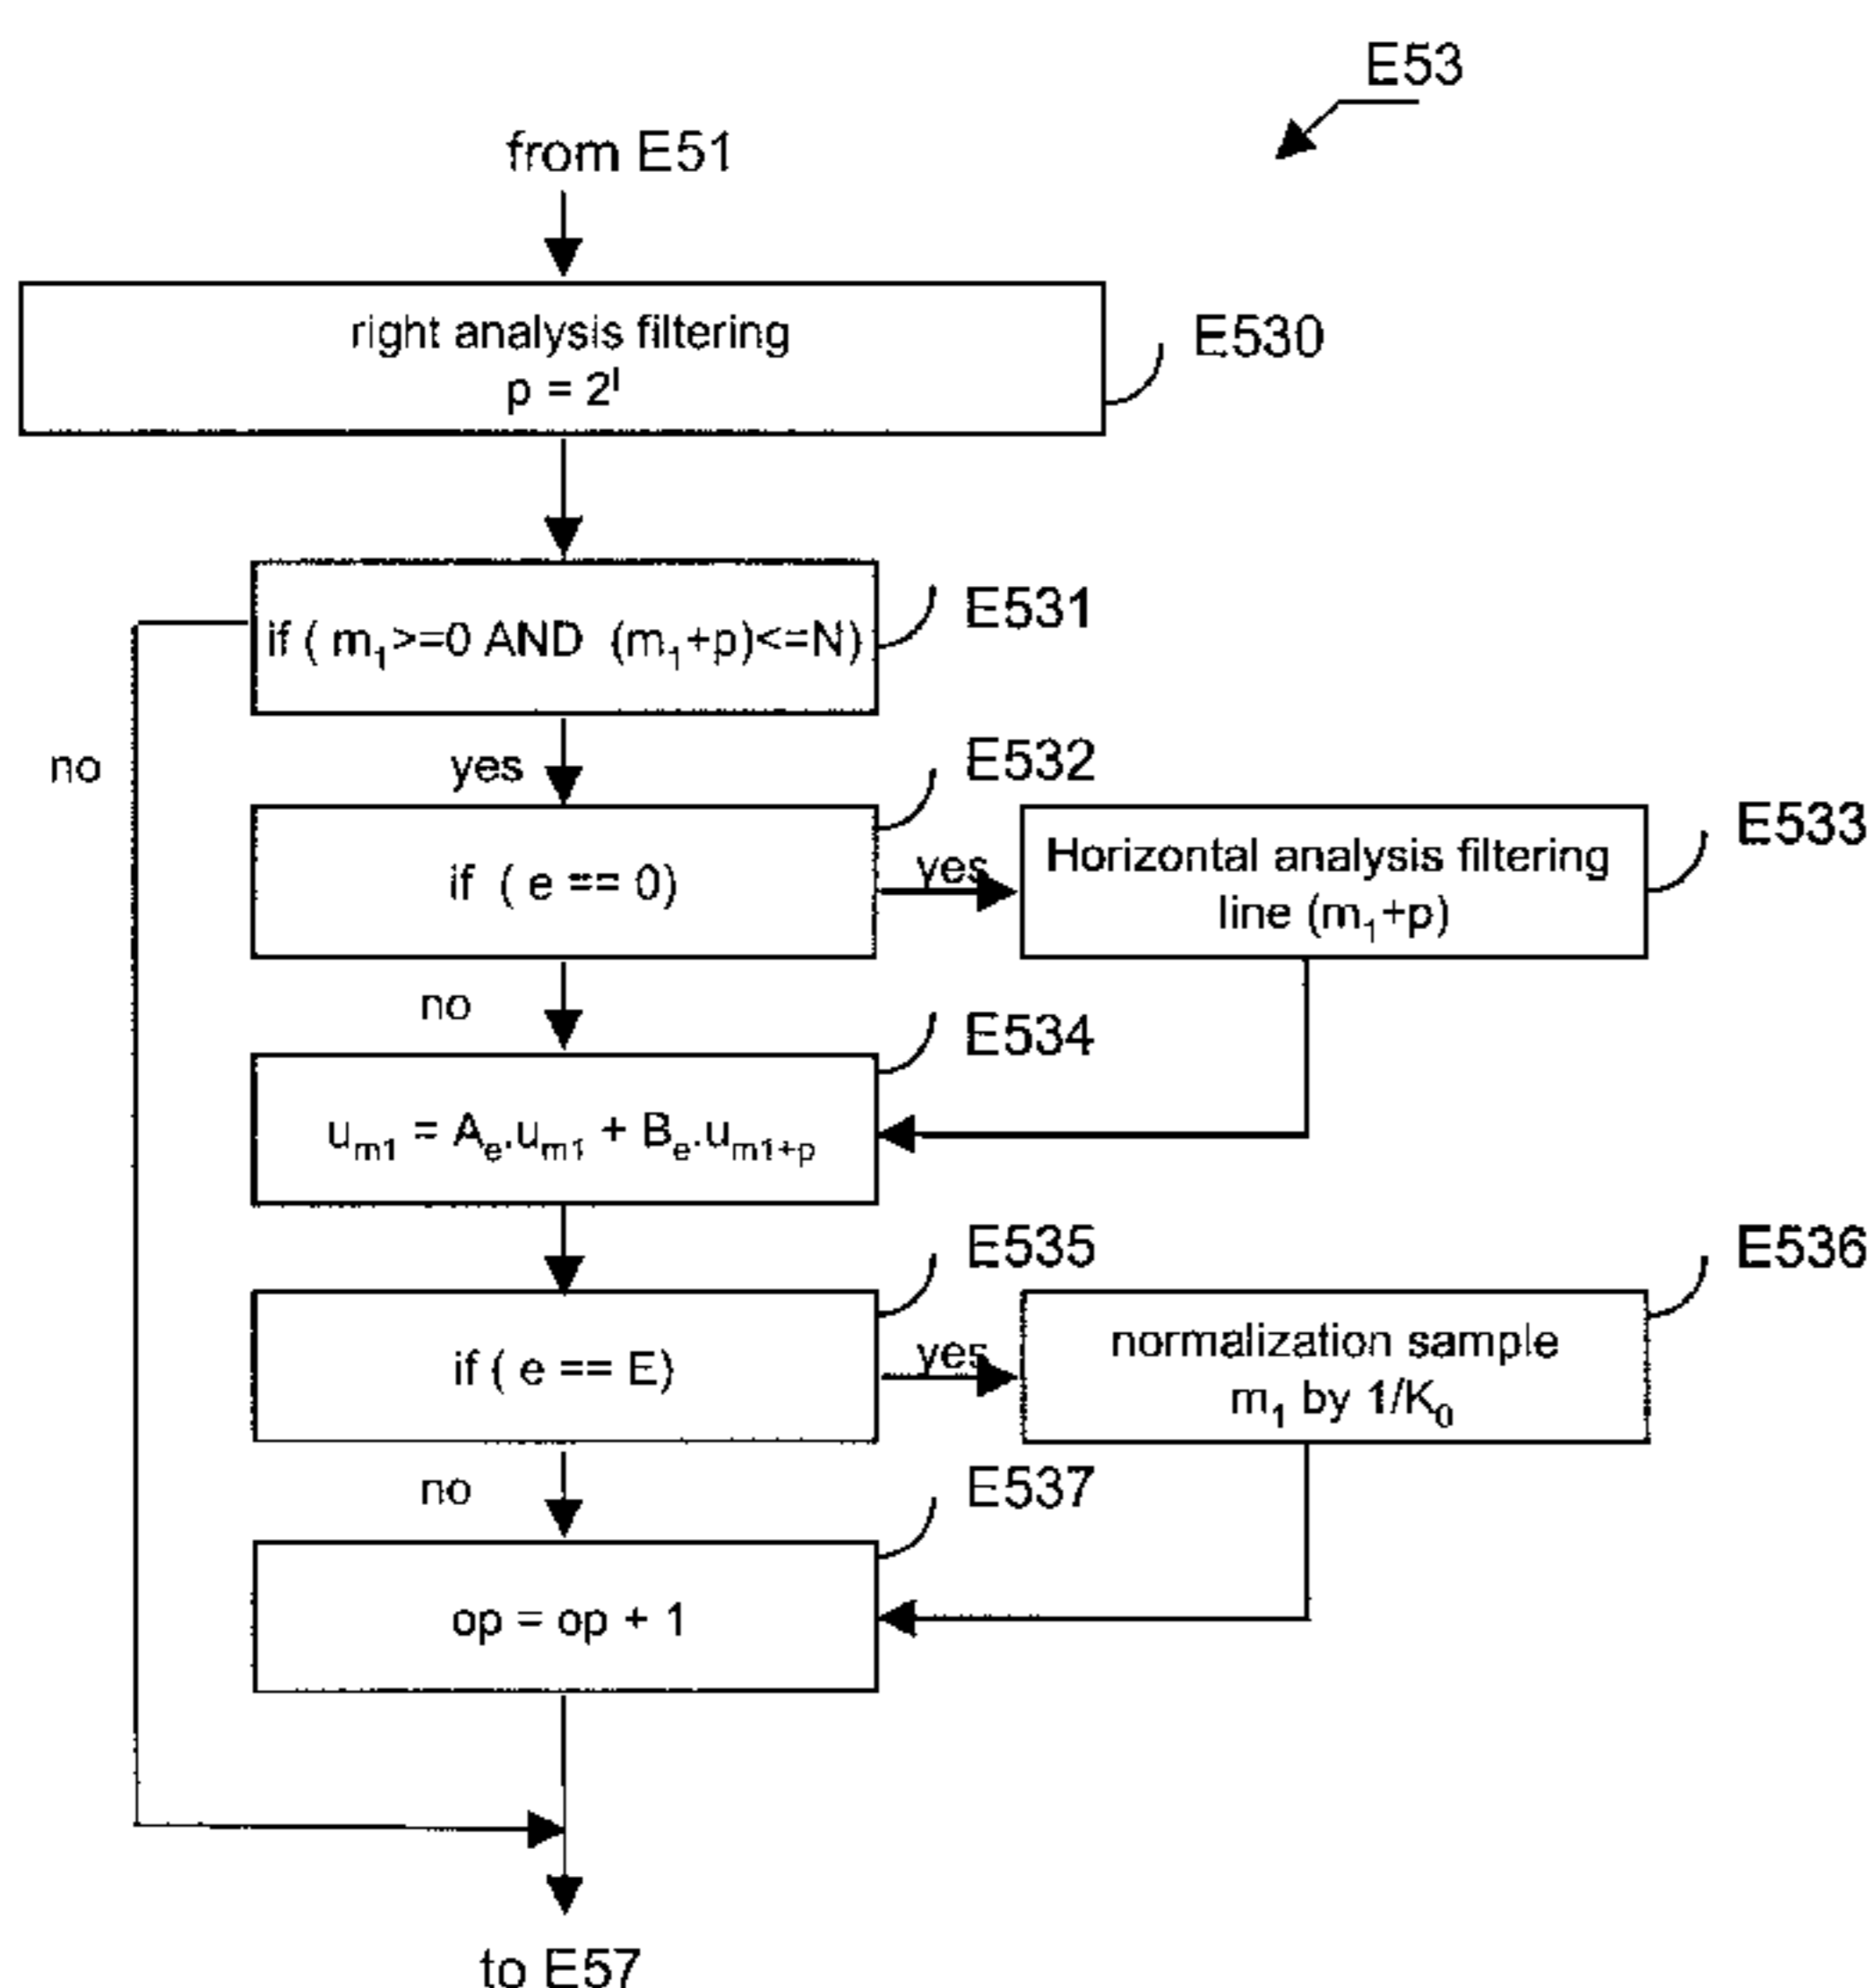 E53
from E51
right analysis filtering
p = 2^l
E530
if ( m₁>=0 AND (m₁+p)<=N)
E531
no
yes
E532
if ( e == 0)
yes
Horizontal analysis filtering
line (m₁+p)
E533
no
E534
uₘ₁ = Aₑ.uₘ₁ + Bₑ.uₘ₁₊ₚ
E535
if ( e == E)
yes
normalization sample
m₁ by 1/K₀
E536
no
E537
op = op + 1
to E57